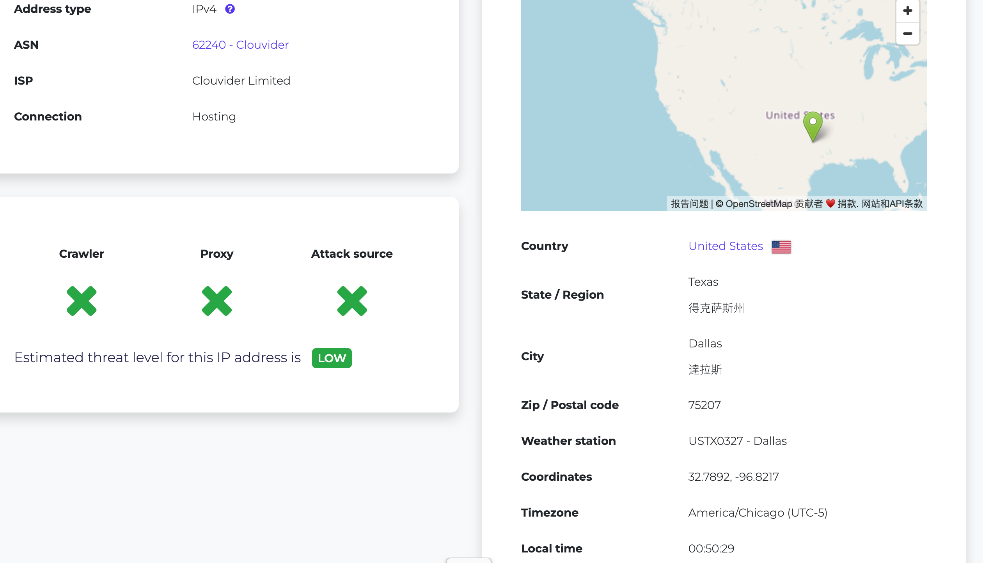 Address type IPv4 ?
ASN 62240 - Clouvider
ISP Clouvider Limited
Connection Hosting
Crawler Proxy Attack source
Estimated threat level for this IP address is LOW
+
−
United States
报告问题 | © OpenStreetMap 贡献者 ♥ 捐款. 网站和API条款
Country United States
State / Region Texas
得克萨斯州
City Dallas
達拉斯
Zip / Postal code 75207
Weather station USTX0327 - Dallas
Coordinates 32.7892, -96.8217
Timezone America/Chicago (UTC-5)
Local time 00:50:29